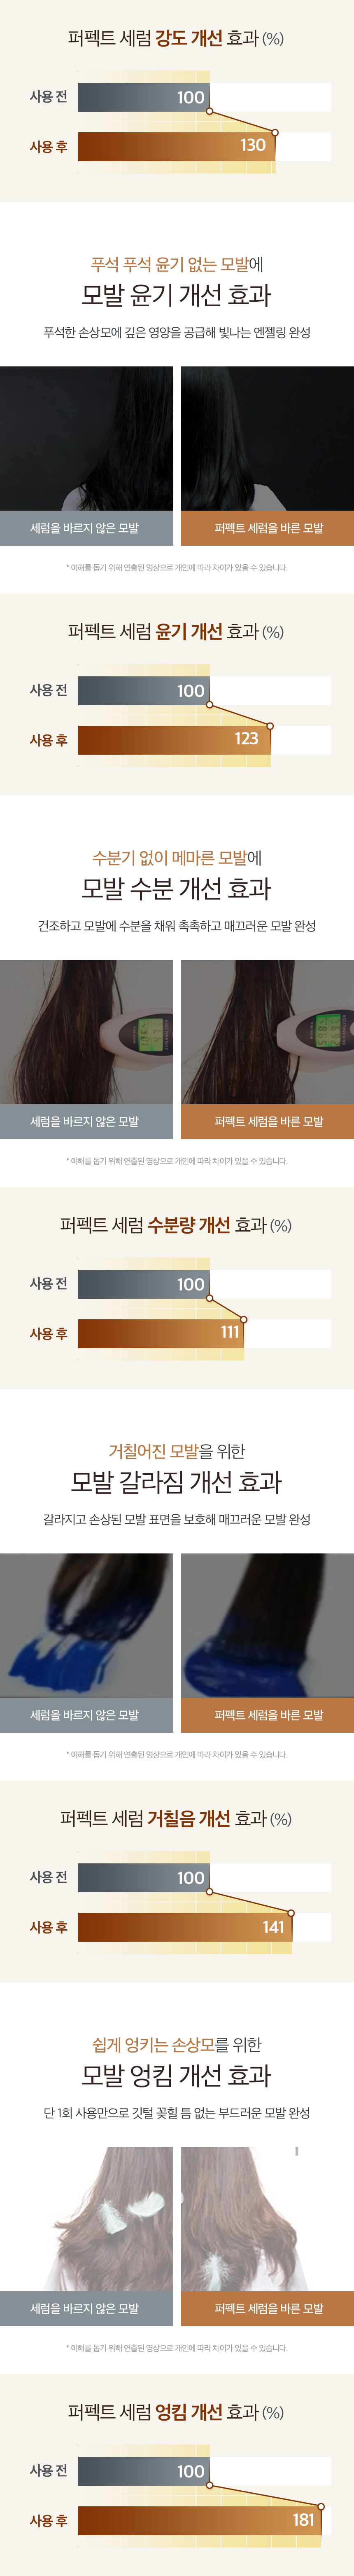 퍼펙트 세럼 강도 개선 효과 (%)
사용 전
100
사용 후
130
푸석 푸석 윤기 없는 모발에
모발 윤기 개선 효과
푸석한 손상모에 깊은 영양을 공급해 빛나는 엔젤링 완성
세럼을 바르지 않은 모발
퍼펙트 세럼을 바른 모발
* 이해를 돕기 위해 연출된 영상으로 개인에 따라 차이가 있을 수 있습니다.
퍼펙트 세럼 윤기 개선 효과 (%)
사용 전
100
사용 후
123
수분기 없이 메마른 모발에
모발 수분 개선 효과
건조하고 모발에 수분을 채워 촉촉하고 매끄러운 모발 완성
세럼을 바르지 않은 모발
퍼펙트 세럼을 바른 모발
* 이해를 돕기 위해 연출된 영상으로 개인에 따라 차이가 있을 수 있습니다.
퍼펙트 세럼 수분량 개선 효과 (%)
사용 전
100
사용 후
111
거칠어진 모발을 위한
모발 갈라짐 개선 효과
갈라지고 손상된 모발 표면을 보호해 매끄러운 모발 완성
세럼을 바르지 않은 모발
퍼펙트 세럼을 바른 모발
* 이해를 돕기 위해 연출된 영상으로 개인에 따라 차이가 있을 수 있습니다.
퍼펙트 세럼 거칠음 개선 효과 (%)
사용 전
100
사용 후
141
쉽게 엉키는 손상모를 위한
모발 엉킴 개선 효과
단 1회 사용만으로 깃털 꽂힐 틈 없는 부드러운 모발 완성
세럼을 바르지 않은 모발
퍼펙트 세럼을 바른 모발
* 이해를 돕기 위해 연출된 영상으로 개인에 따라 차이가 있을 수 있습니다.
퍼펙트 세럼 엉킴 개선 효과 (%)
사용 전
100
사용 후
181